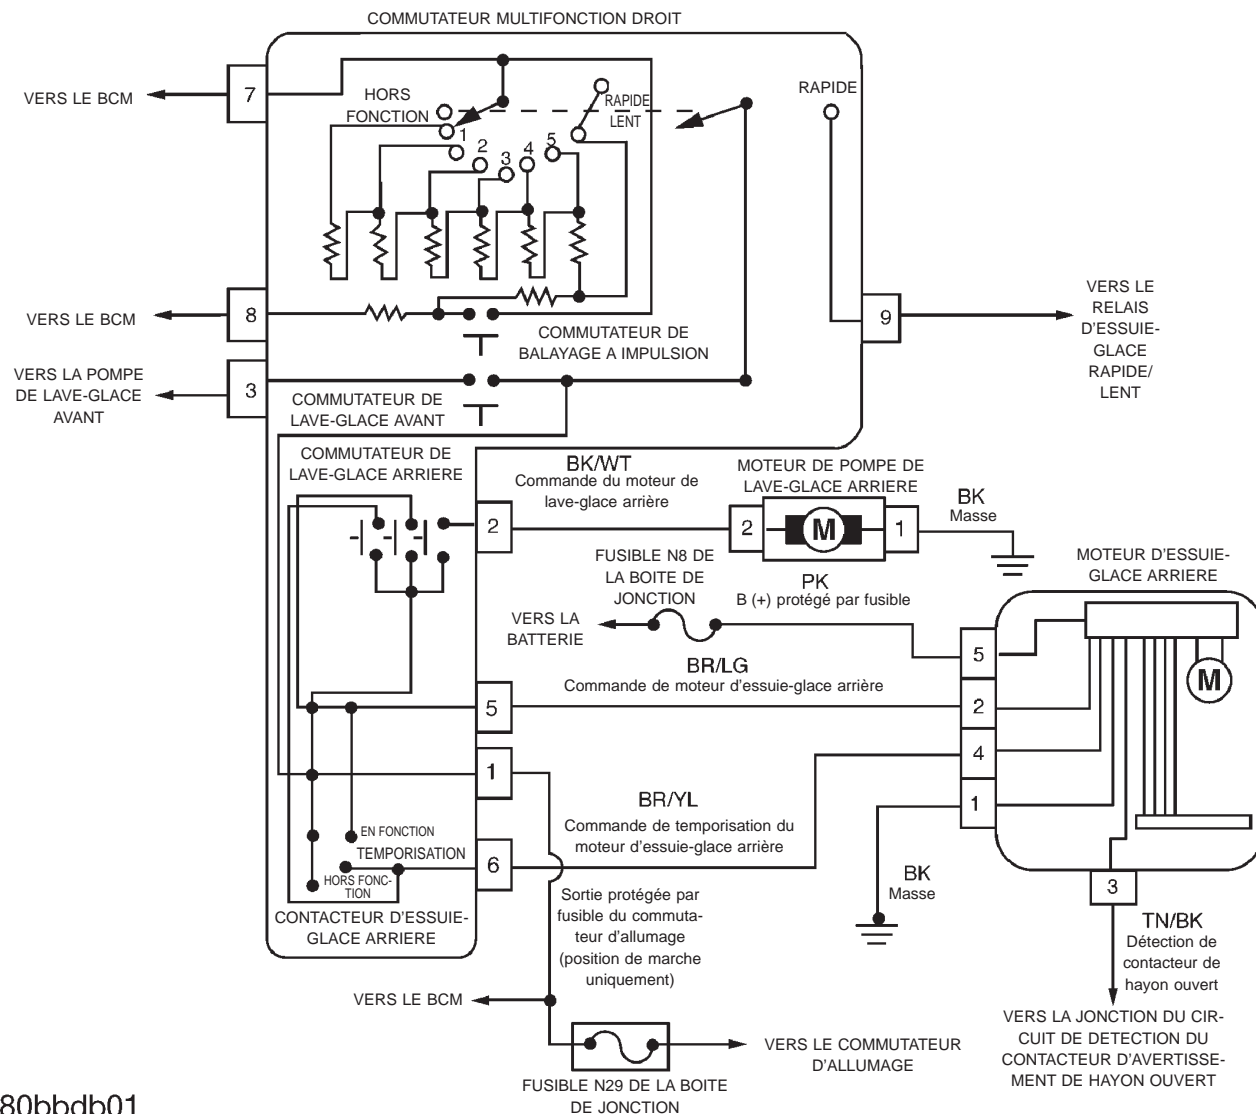 COMMUTATEUR MULTIFONCTION DROIT
VERS LE BCM
7
HORS
FONCTION
RAPIDE
LENT
RAPIDE
1
2
3
4
5
VERS LE BCM
8
COMMUTATEUR DE
BALAYAGE A IMPULSION
9
VERS LE
RELAIS
D'ESSUIE-
GLACE
RAPIDE/
LENT
VERS LA POMPE
DE LAVE-GLACE
AVANT
3
COMMUTATEUR DE
LAVE-GLACE AVANT
COMMUTATEUR DE
LAVE-GLACE ARRIERE
BK/WT
Commande du moteur de
lave-glace arrière
2
MOTEUR DE POMPE DE
LAVE-GLACE ARRIERE
2
M
1
BK
Masse
FUSIBLE N8 DE
LA BOITE DE
JONCTION
PK
B (+) protégé par fusible
VERS LA
BATTERIE
MOTEUR D'ESSUIE-
GLACE ARRIERE
5
M
BR/LG
Commande de moteur d'essuie-glace arrière
5
2
1
4
BR/YL
Commande de temporisation du
moteur d'essuie-glace arrière
1
EN FONCTION
TEMPORISATION
HORS FONC-
TION
6
CONTACTEUR D'ESSUIE-
GLACE ARRIERE
BK
Masse
3
Sortie protégée par
fusible du commuta-
teur d'allumage
(position de marche
uniquement)
TN/BK
Détection de
contacteur de
hayon ouvert
VERS LE BCM
VERS LA JONCTION DU CIR-
CUIT DE DETECTION DU
CONTACTEUR D'AVERTISSE-
MENT DE HAYON OUVERT
VERS LE COMMUTATEUR
D'ALLUMAGE
FUSIBLE N29 DE LA BOITE
DE JONCTION
80bbdb01